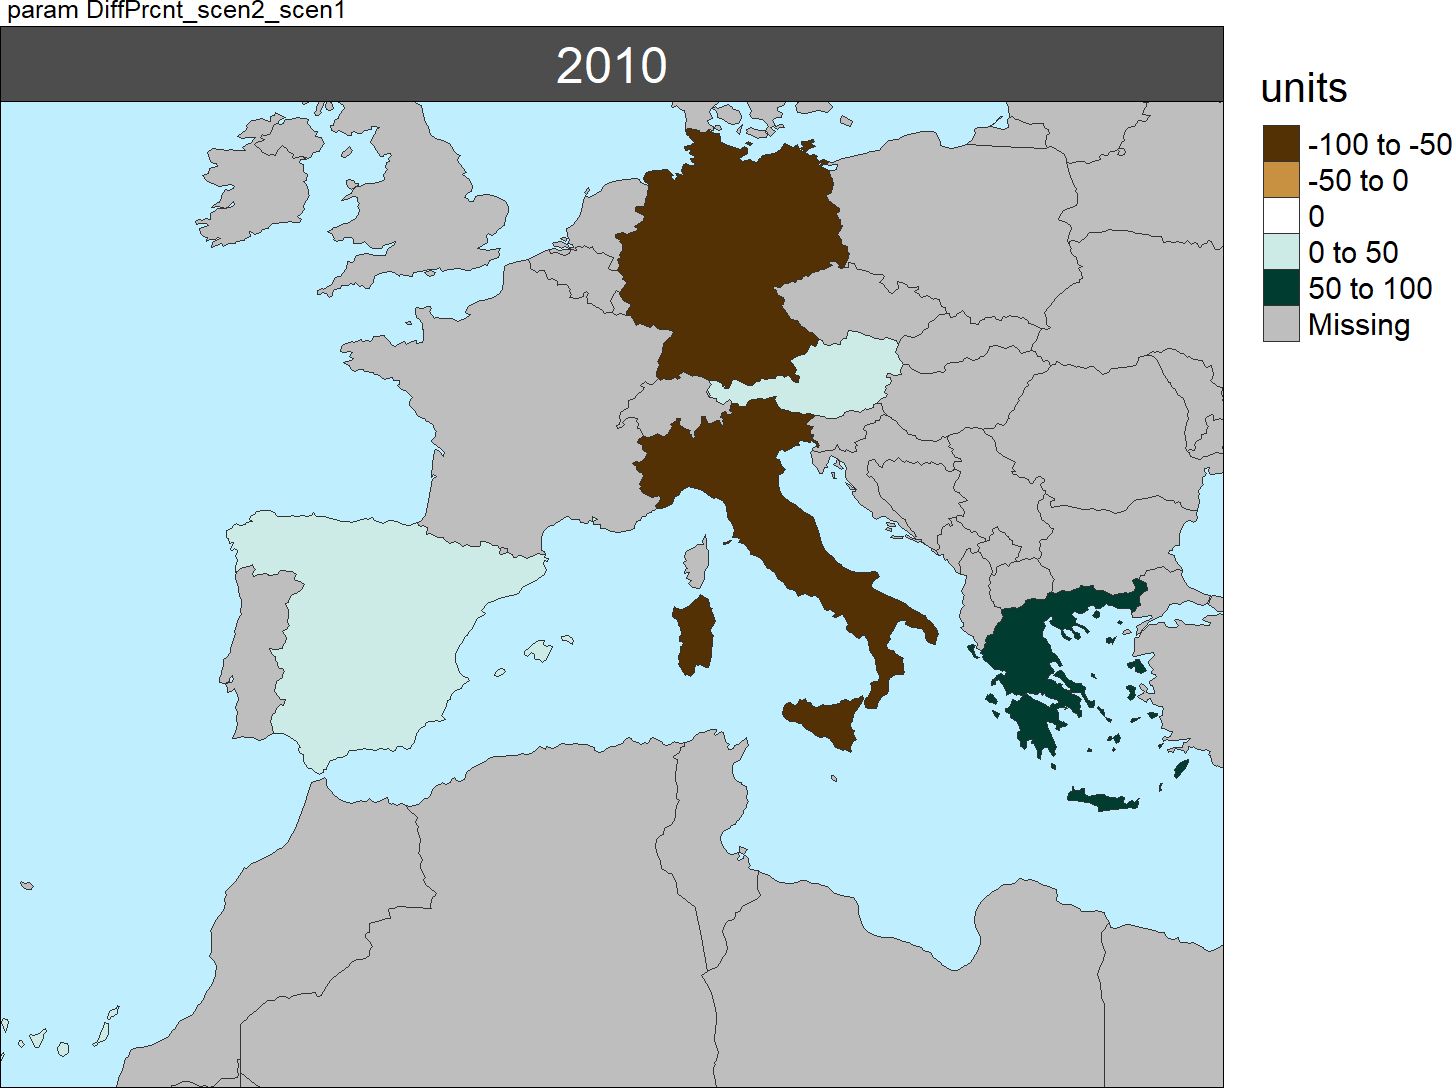 param DiffPrcnt_scen2_scen1
2010
units
-100 to -50
-50 to 0
0
0 to 50
50 to 100
Missing